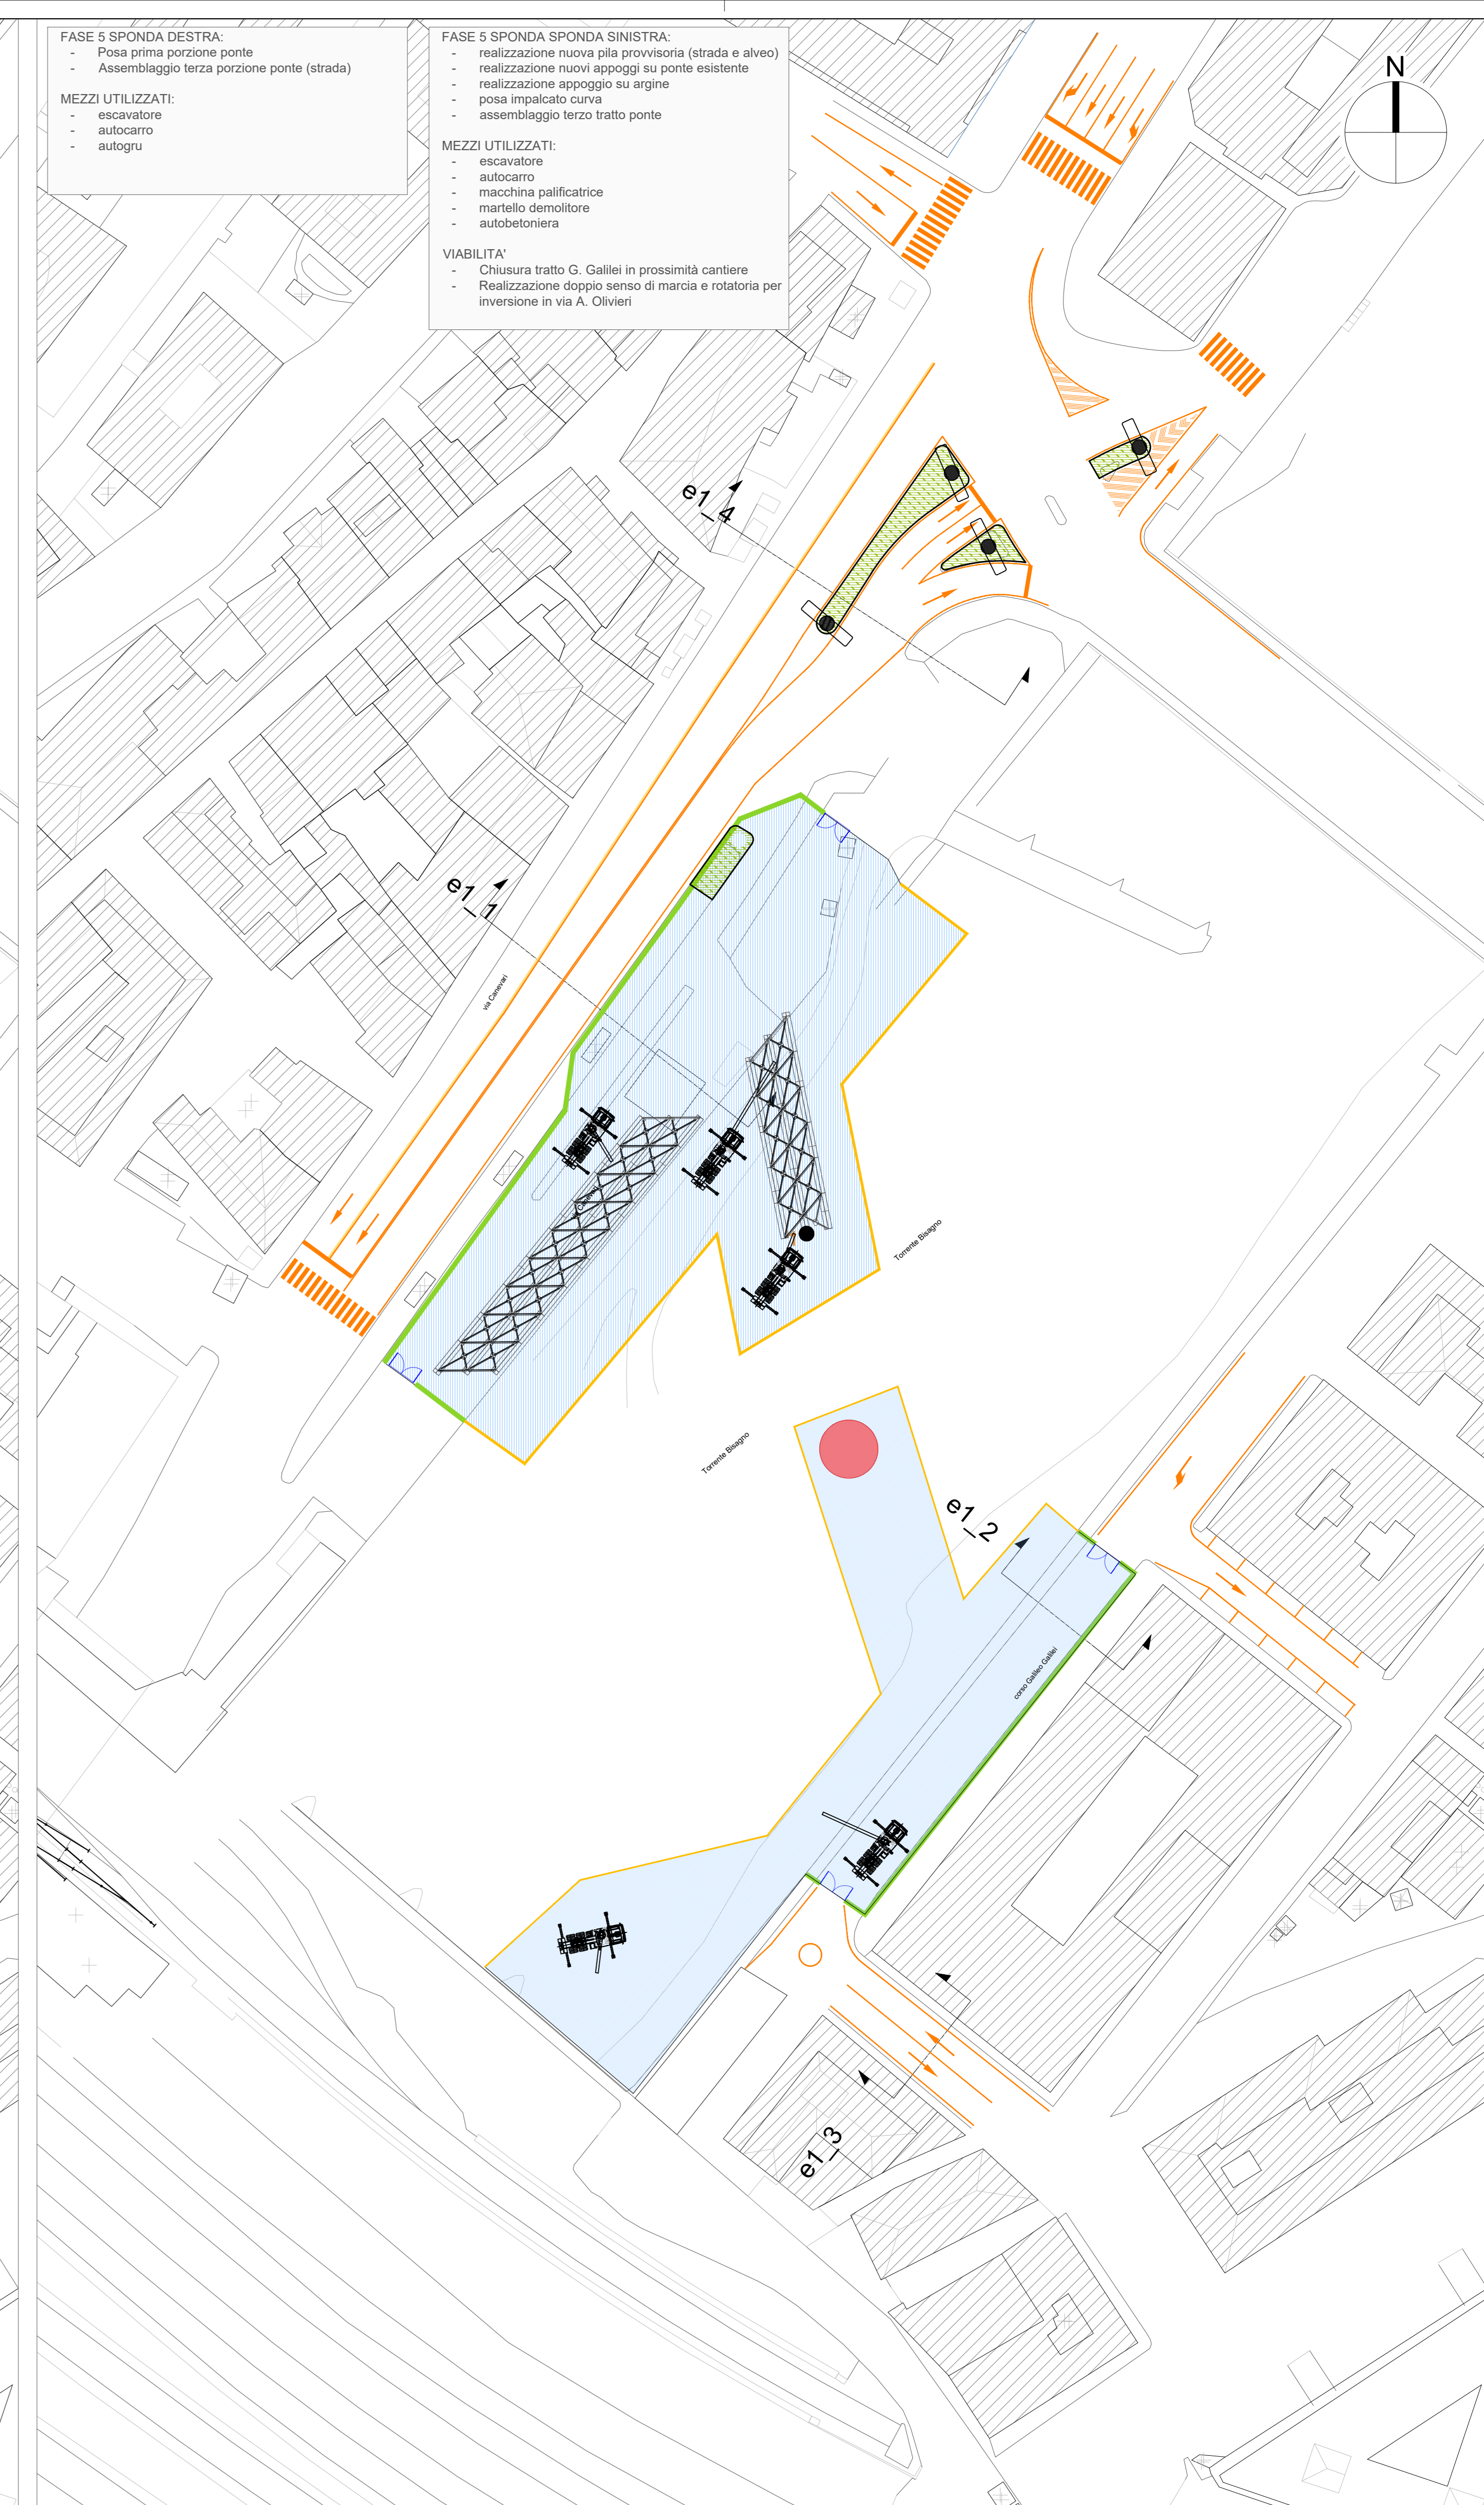 FASE 5 SPONDA DESTRA:
- Posa prima porzione ponte
- Assemblaggio terza porzione ponte (strada)
MEZZI UTILIZZATI:
- escavatore
- autocarro
- autogru
FASE 5 SPONDA SPONDA SINISTRA:
- realizzazione nuova pila provvisoria (strada e alveo)
- realizzazione nuovi appoggi su ponte esistente
- realizzazione appoggio su argine
- posa impalcato curva
- assemblaggio terzo tratto ponte
MEZZI UTILIZZATI:
- escavatore
- autocarro
- macchina palificatrice
- martello demolitore
- autobetoniera
VIABILITA'
- Chiusura tratto G. Galilei in prossimità cantiere
- Realizzazione doppio senso di marcia e rotatoria per
inversione in via A. Olivieri
N
e1_4
e1_1
via Canevari
Torrente Bisagno
Torrente Bisagno
e1_2
corso Galileo Galilei
e1_3